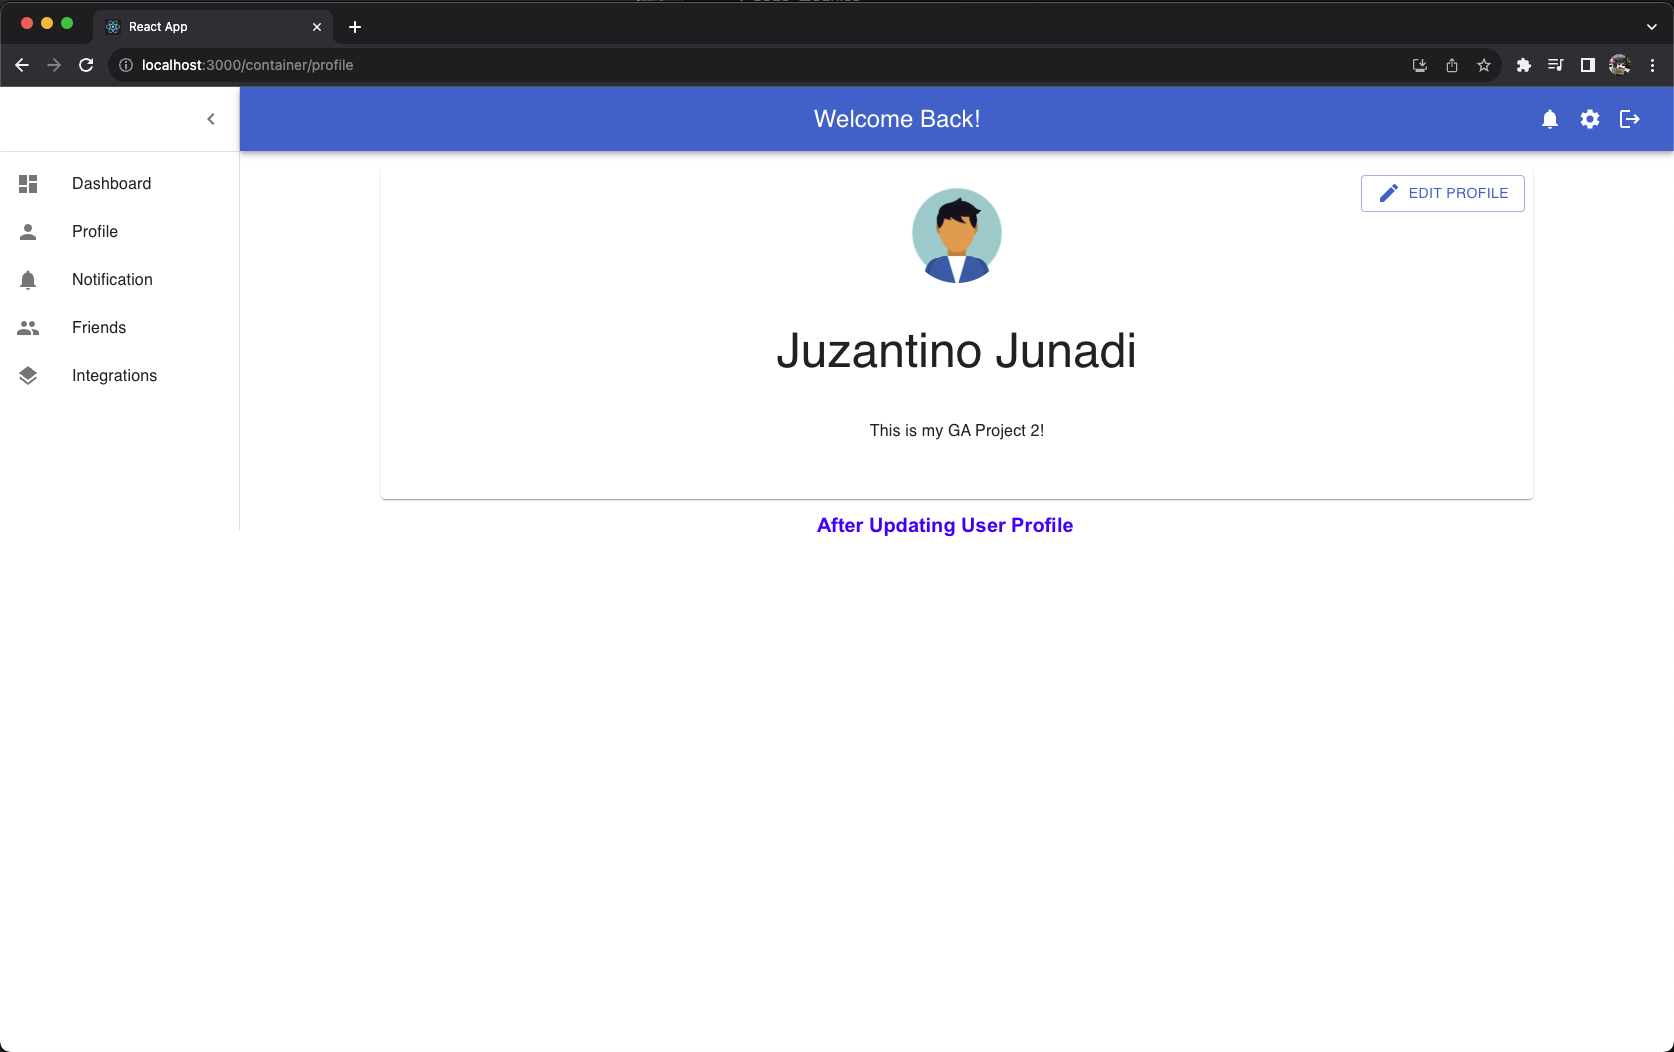 React App
localhost:3000/container/profile
Welcome Back!
Dashboard
Profile
Notification
Friends
Integrations
EDIT PROFILE
Juzantino Junadi
This is my GA Project 2!
After Updating User Profile